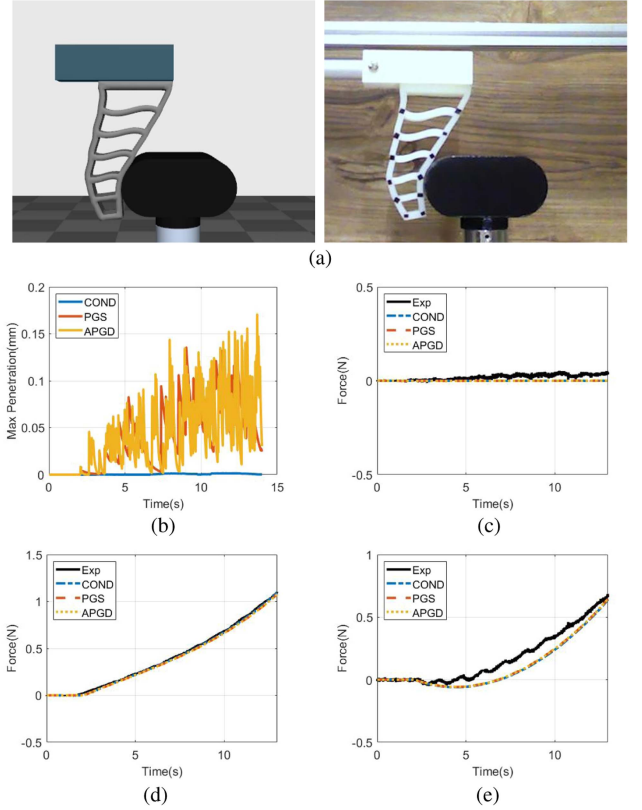 (a)
0.2
0.15
0.1
0.05
0
Max Penetration(mm)
COND
PGS
APGD
0 5 10 15
Time(s)
(b)
0.5
0
-0.5
Force(N)
Exp
COND
PGS
APGD
0 5 10
Time(s)
(c)
1.5
1
0.5
0
-0.5
Force(N)
Exp
COND
PGS
APGD
0 5 10
Time(s)
(d)
1
0.5
0
-0.5
Force(N)
Exp
COND
PGS
APGD
0 5 10
Time(s)
(e)